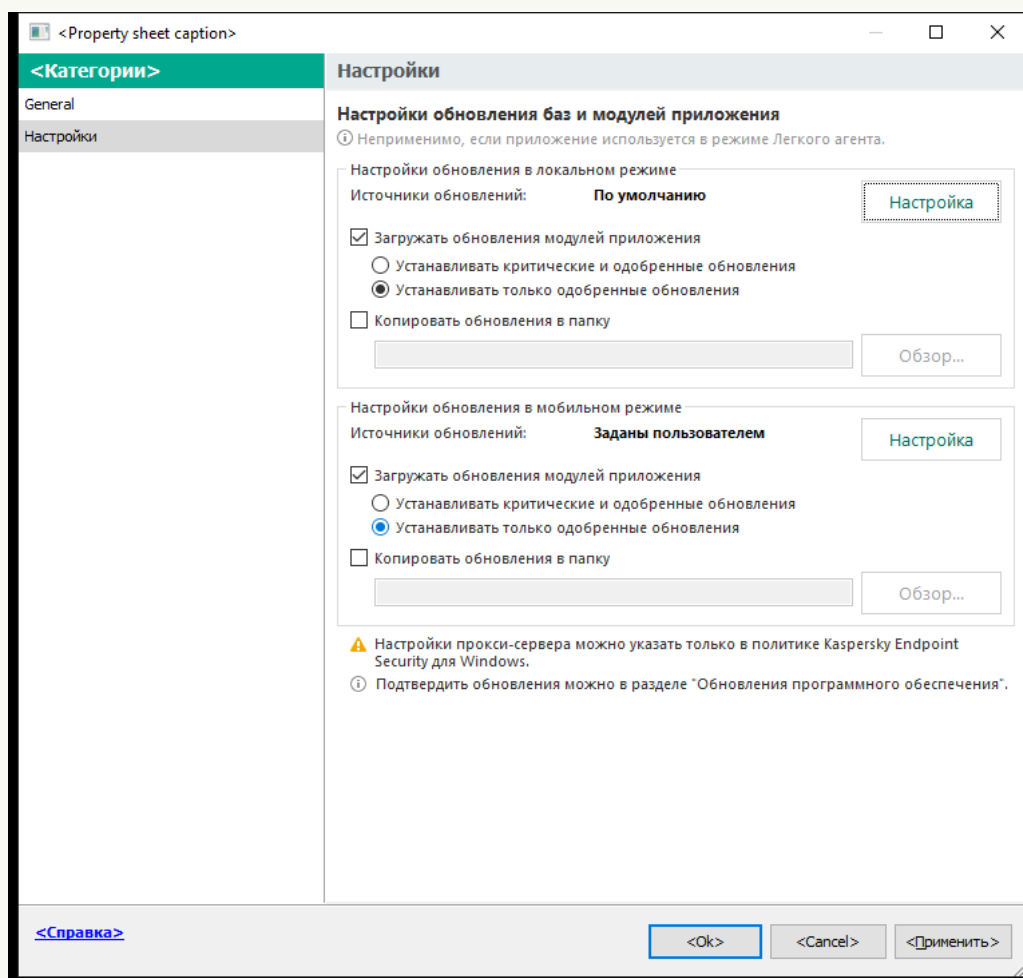 <Property sheet caption>
<Категории>
General
Настройки
Настройки
Настройки обновления баз и модулей приложения
Неприменимо, если приложение используется в режиме Легкого агента.
Настройки обновления в локальном режиме
Источники обновлений: По умолчанию Настройка
Загружать обновления модулей приложения
Устанавливать критические и одобренные обновления
Устанавливать только одобренные обновления
Копировать обновления в папку
Обзор...
Настройки обновления в мобильном режиме
Источники обновлений: Заданы пользователем Настройка
Загружать обновления модулей приложения
Устанавливать критические и одобренные обновления
Устанавливать только одобренные обновления
Копировать обновления в папку
Обзор...
Настройки прокси-сервера можно указать только в политике Kaspersky Endpoint
Security для Windows.
Подтвердить обновления можно в разделе "Обновления программного обеспечения".
<Справка>
<Ok> <Cancel> <Применить>